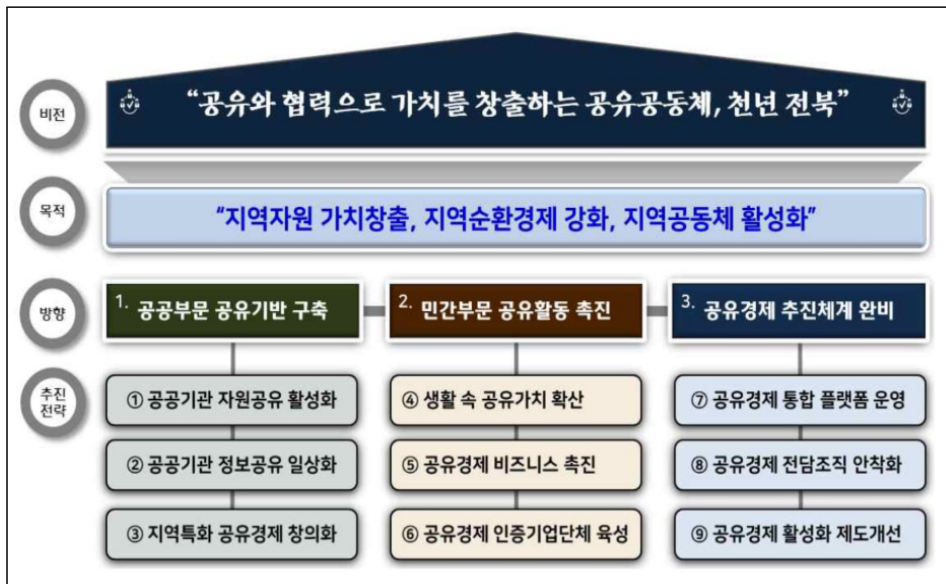 비전
“공유와 협력으로 가치를 창출하는 공유공동체, 천년 전북”
목적
“지역자원 가치창출, 지역순환경제 강화, 지역공동체 활성화”
방향
1. 공공부문 공유기반 구축
2. 민간부문 공유활동 촉진
3. 공유경제 추진체계 완비
추진
전략
① 공공기관 자원공유 활성화
④ 생활 속 공유가치 확산
⑦ 공유경제 통합 플랫폼 운영
② 공공기관 정보공유 일상화
⑤ 공유경제 비즈니스 촉진
⑧ 공유경제 전담조직 안착화
③ 지역특화 공유경제 창의화
⑥ 공유경제 인증기업단체 육성
⑨ 공유경제 활성화 제도개선